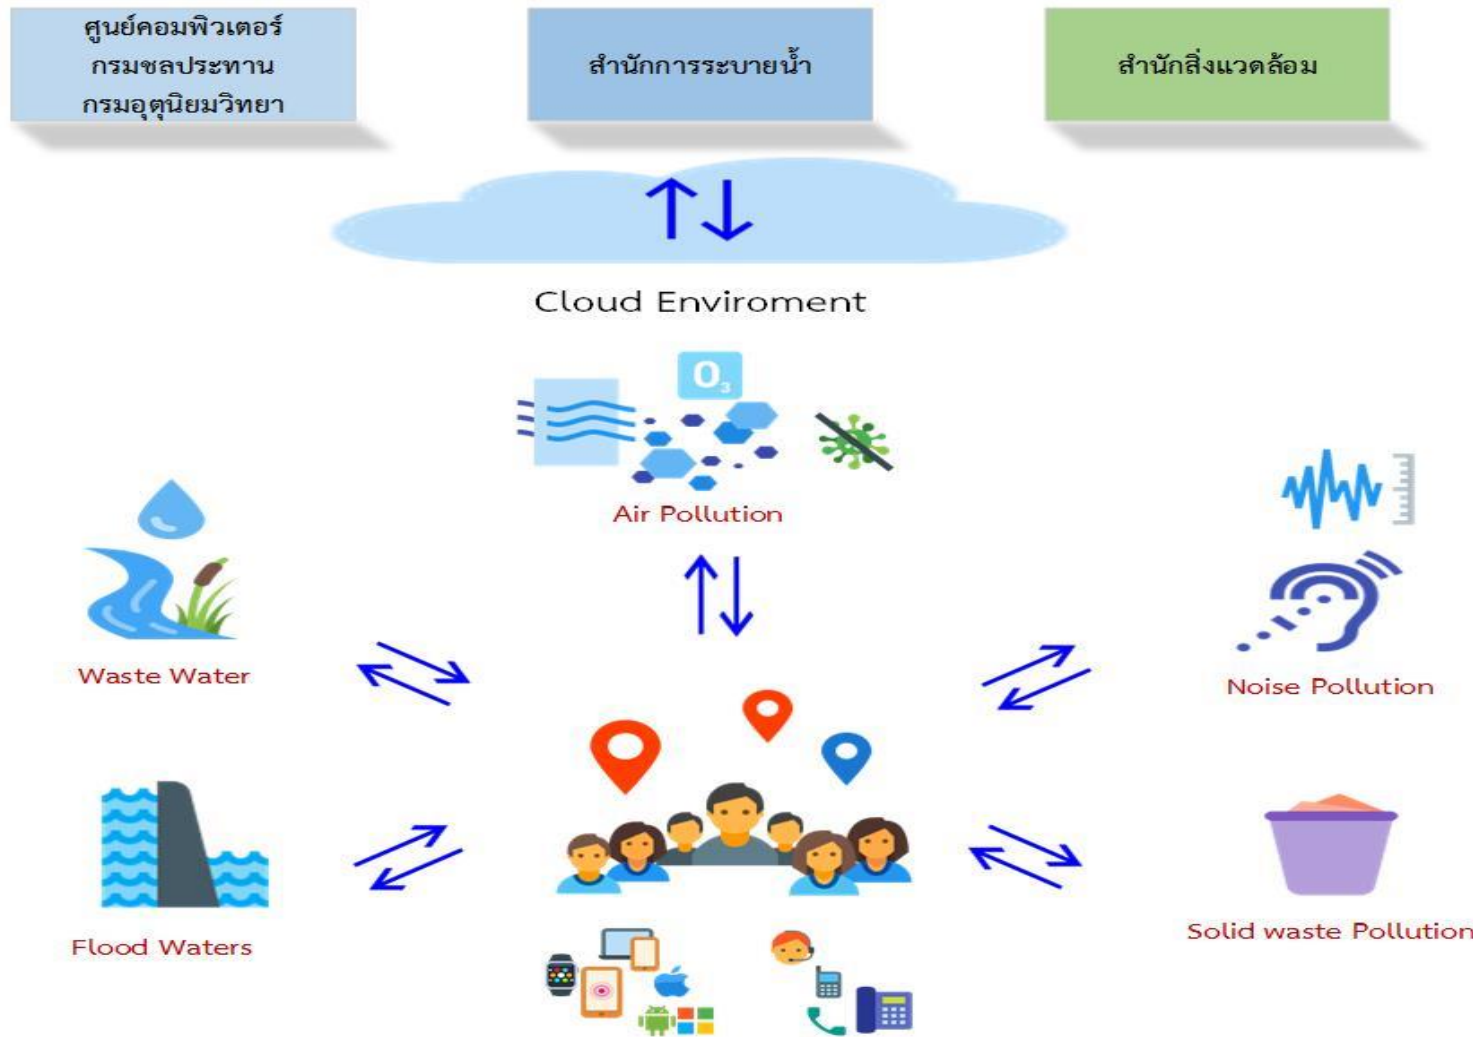 ศูนย์คอมพิวเตอร์
กรมชลประทาน
กรมอุตุนิยมวิทยา
สำนักการระบายน้ำ
สำนักสิ่งแวดล้อม
Cloud Enviroment
O₃
Air Pollution
Waste Water
Noise Pollution
Flood Waters
Solid waste Pollution